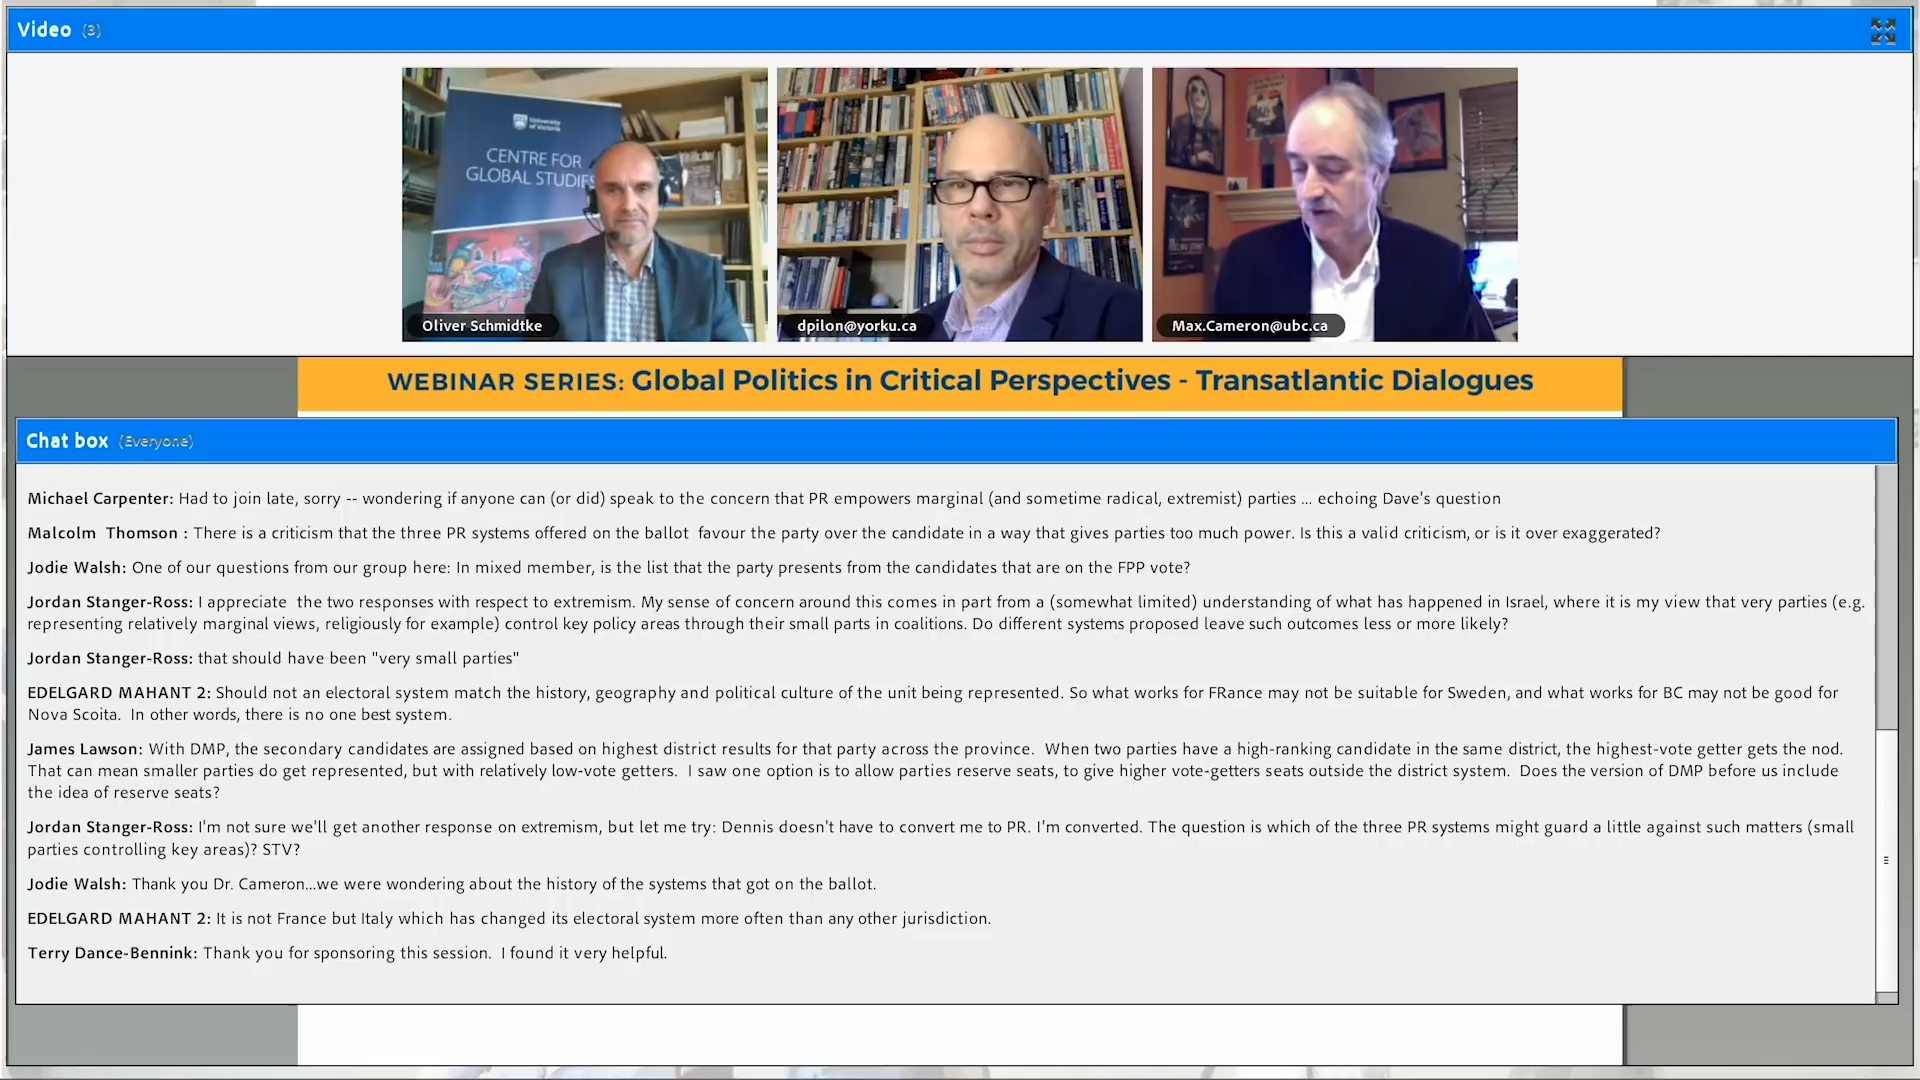 Video (3)
University
of Victoria
CENTRE FOR
GLOBAL STUDIES
Oliver Schmidtke
dpilon@yorku.ca
Max.Cameron@ubc.ca
WEBINAR SERIES: Global Politics in Critical Perspectives - Transatlantic Dialogues
Chat box (Everyone)
Michael Carpenter: Had to join late, sorry -- wondering if anyone can (or did) speak to the concern that PR empowers marginal (and sometime radical, extremist) parties ... echoing Dave's question
Malcolm Thomson : There is a criticism that the three PR systems offered on the ballot favour the party over the candidate in a way that gives parties too much power. Is this a valid criticism, or is it over exaggerated?
Jodie Walsh: One of our questions from our group here: In mixed member, is the list that the party presents from the candidates that are on the FPP vote?
Jordan Stanger-Ross: I appreciate the two responses with respect to extremism. My sense of concern around this comes in part from a (somewhat limited) understanding of what has happened in Israel, where it is my view that very parties (e.g.
representing relatively marginal views, religiously for example) control key policy areas through their small parts in coalitions. Do different systems proposed leave such outcomes less or more likely?
Jordan Stanger-Ross: that should have been "very small parties"
EDELGARD MAHANT 2: Should not an electoral system match the history, geography and political culture of the unit being represented. So what works for FRance may not be suitable for Sweden, and what works for BC may not be good for
Nova Scoita. In other words, there is no one best system.
James Lawson: With DMP, the secondary candidates are assigned based on highest district results for that party across the province. When two parties have a high-ranking candidate in the same district, the highest-vote getter gets the nod.
That can mean smaller parties do get represented, but with relatively low-vote getters. I saw one option is to allow parties reserve seats, to give higher vote-getters seats outside the district system. Does the version of DMP before us include
the idea of reserve seats?
Jordan Stanger-Ross: I'm not sure we'll get another response on extremism, but let me try: Dennis doesn't have to convert me to PR. I'm converted. The question is which of the three PR systems might guard a little against such matters (small
parties controlling key areas)? STV?
Jodie Walsh: Thank you Dr. Cameron...we were wondering about the history of the systems that got on the ballot.
EDELGARD MAHANT 2: It is not France but Italy which has changed its electoral system more often than any other jurisdiction.
Terry Dance-Bennink: Thank you for sponsoring this session. I found it very helpful.